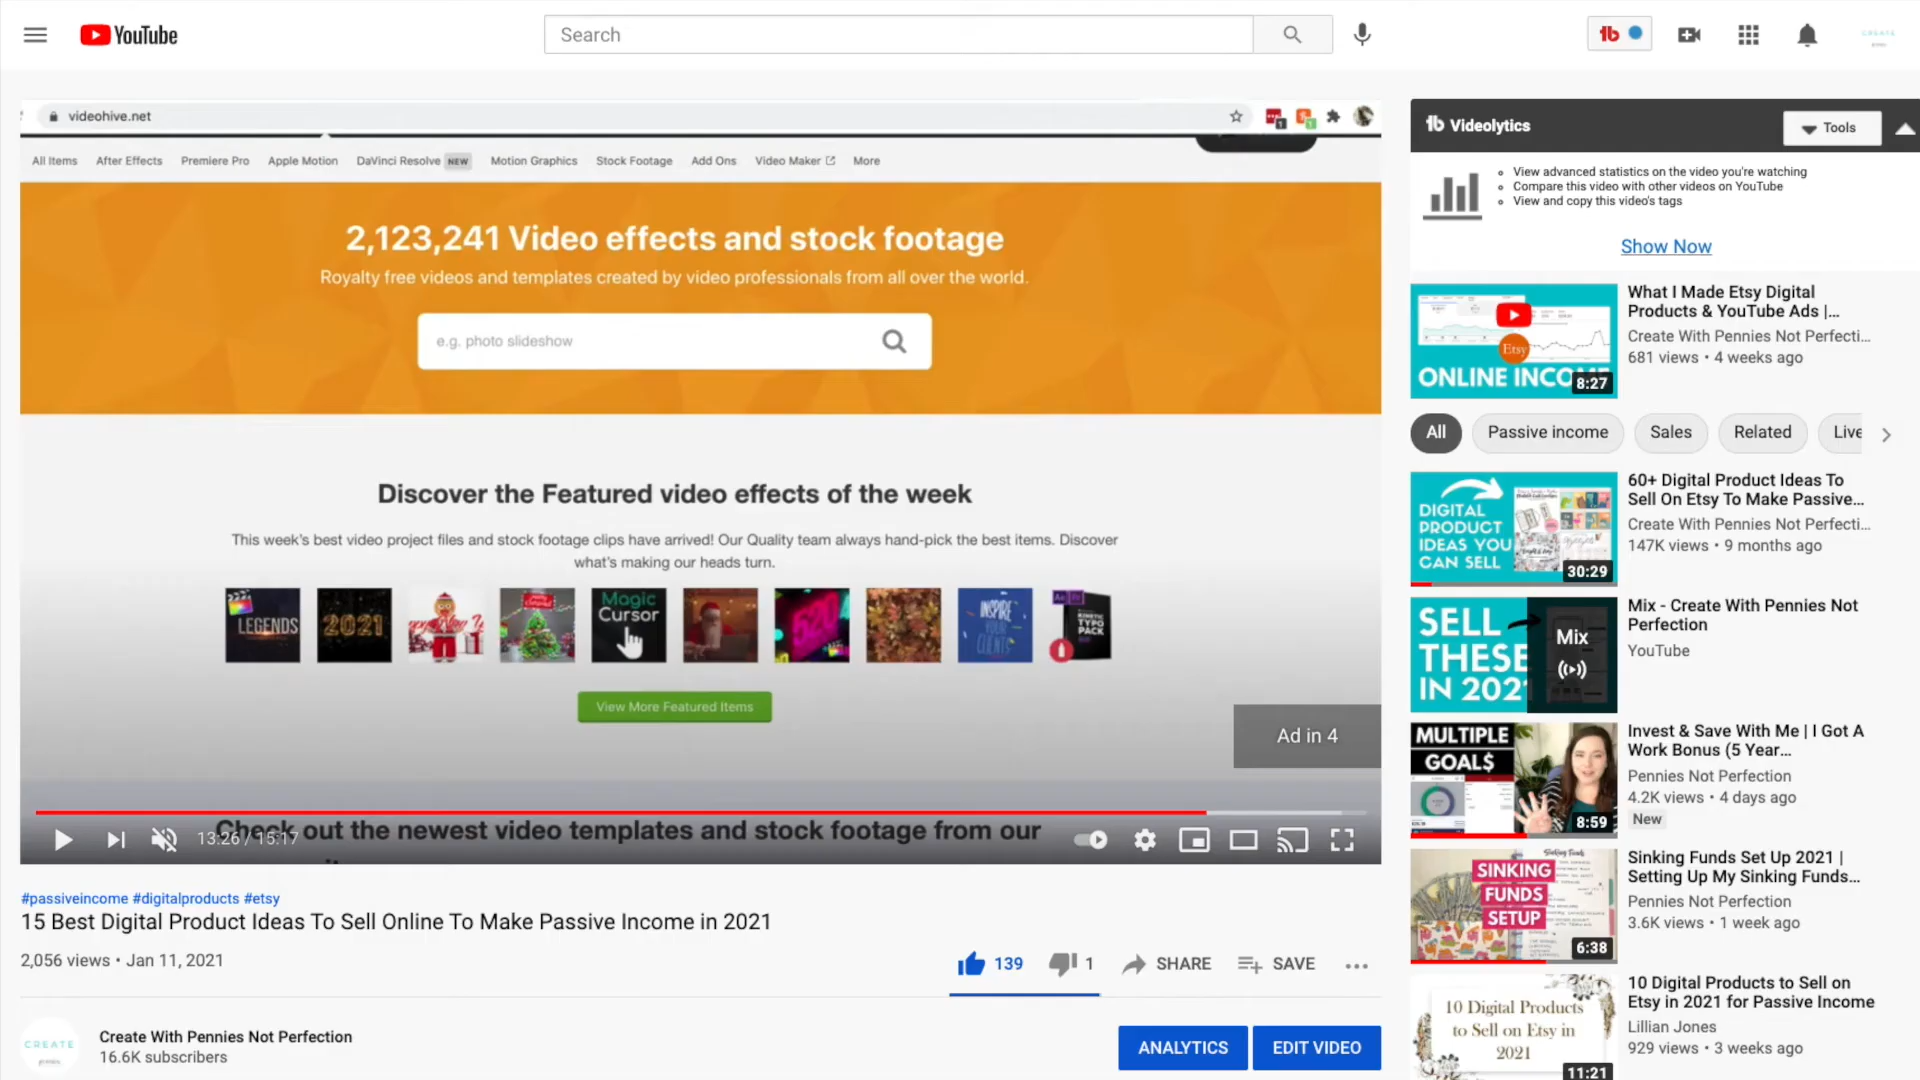 YouTube
Search
videohive.net
All Items After Effects Premiere Pro Apple Motion DaVinci Resolve NEW Motion Graphics Stock Footage Add Ons Video Maker More
2,123,241 Video effects and stock footage
Royalty free videos and templates created by video professionals from all over the world.
e.g. photo slideshow
Discover the Featured video effects of the week
This week's best video project files and stock footage clips have arrived! Our Quality team always hand-pick the best items. Discover
what's making our heads turn.
LEGENDS
2021
Magic
Cursor
520
INSPIRE
YOUR
CLIENTS
KINETIC
TYPO
PACK
View More Featured Items
Ad in 4
Check out the newest video templates and stock footage from our
13:26 / 15:17
#passiveincome #digitalproducts #etsy
15 Best Digital Product Ideas To Sell Online To Make Passive Income in 2021
2,056 views • Jan 11, 2021
139 1 SHARE SAVE
CREATE
Create With Pennies Not Perfection
16.6K subscribers
ANALYTICS EDIT VIDEO
tb Videolytics
Tools
View advanced statistics on the video you're watching
Compare this video with other videos on YouTube
View and copy this video's tags
Show Now
Etsy
ONLINE INCO
8:27
What I Made Etsy Digital
Products & YouTube Ads |...
Create With Pennies Not Perfecti...
681 views • 4 weeks ago
All Passive income Sales Related Live
DIGITAL
PRODUCT
IDEAS YOU
CAN SELL
30:29
60+ Digital Product Ideas To
Sell On Etsy To Make Passive...
Create With Pennies Not Perfecti...
147K views • 9 months ago
SELL
THESE
IN 202
Mix
Mix - Create With Pennies Not
Perfection
YouTube
MULTIPLE
GOAL$
8:59
Invest & Save With Me | I Got A
Work Bonus (5 Year...
Pennies Not Perfection
4.2K views • 4 days ago
New
Sinking Funds
SINKING
FUNDS
SETUP
6:38
Sinking Funds Set Up 2021 |
Setting Up My Sinking Funds...
Pennies Not Perfection
3.6K views • 1 week ago
10 Digital Products
to Sell on Etsy in
2021
11:21
10 Digital Products to Sell on
Etsy in 2021 for Passive Income
Lillian Jones
929 views • 3 weeks ago